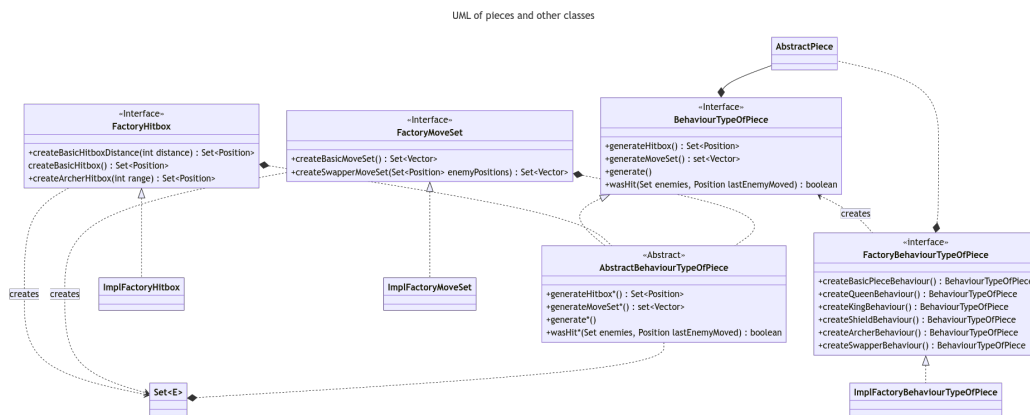 UML of pieces and other classes
AbstractPiece
«Interface»
FactoryHitbox
+createBasicHitboxDistance(int distance) : Set<Position>
createBasicHitbox() : Set<Position>
+createArcherHitbox(int range) : Set<Position>
«Interface»
FactoryMoveSet
+createBasicMoveSet() : Set<Vector>
+createSwapperMoveSet(Set<Position> enemyPositions) : Set<Vector>
«Interface»
BehaviourTypeOfPiece
+generateHitbox() : Set<Position>
+generateMoveSet() : set<Vector>
+generate()
+wasHit(Set enemies, Position lastEnemyMoved) : boolean
creates
«Interface»
FactoryBehaviourTypeOfPiece
+createBasicPieceBehaviour() : BehaviourTypeOfPiece
+createQueenBehaviour() : BehaviourTypeOfPiece
+createKingBehaviour() : BehaviourTypeOfPiece
+createShieldBehaviour() : BehaviourTypeOfPiece
+createArcherBehaviour() : BehaviourTypeOfPiece
+createSwapperBehaviour() : BehaviourTypeOfPiece
«Abstract»
AbstractBehaviourTypeOfPiece
+generateHitbox*() : Set<Position>
+generateMoveSet*() : set<Vector>
+generate*()
+wasHit*(Set enemies, Position lastEnemyMoved) : boolean
creates
creates
ImplFactoryHitbox
ImplFactoryMoveSet
Set<E>
ImplFactoryBehaviourTypeOfPiece